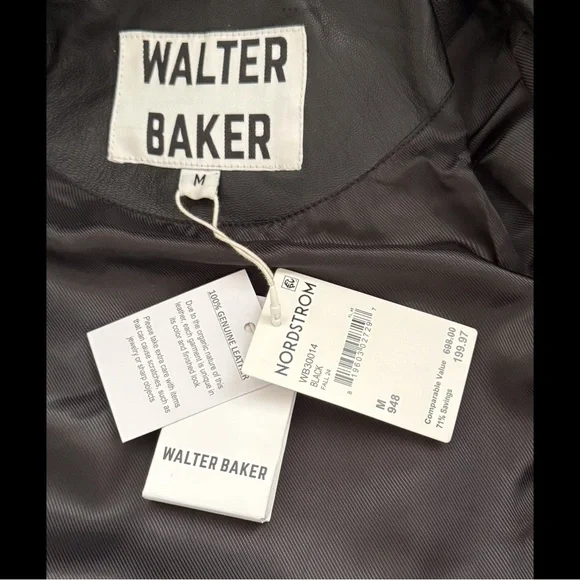 WALTER
BAKER
M
100% GENUINE LEATHER
Due to the organic nature of this
leather, each garment is unique in
its color and finished look.
Please take extra care with items
that can cause scratches, such as
jewelry or sharp objects.
WALTER BAKER
NORDSTROM
WB30014
BLACK
FALL 24
M
948
Comparable Value 698.00
71% Savings 199.97